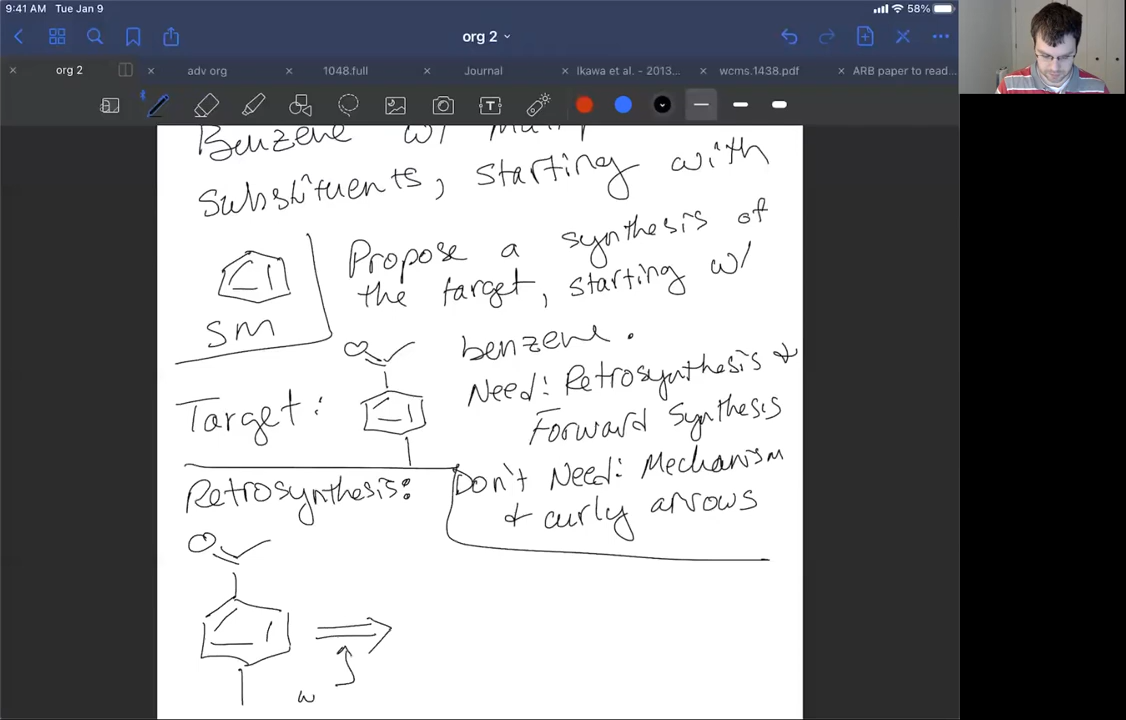 9:41 AM Tue Jan 9
58%
org 2
org 2
adv org
1048.full
Journal
Ikawa et al. - 2013...
wcms.1438.pdf
ARB paper to read...
Benzene w/
substituents, starting with
SM
Propose a synthesis of
the target, starting w/
benzene.
Target:
O
Need: Retrosynthesis &
Forward Synthesis
Don't Need: Mechanism
& curly arrows
Retrosynthesis:
O
w